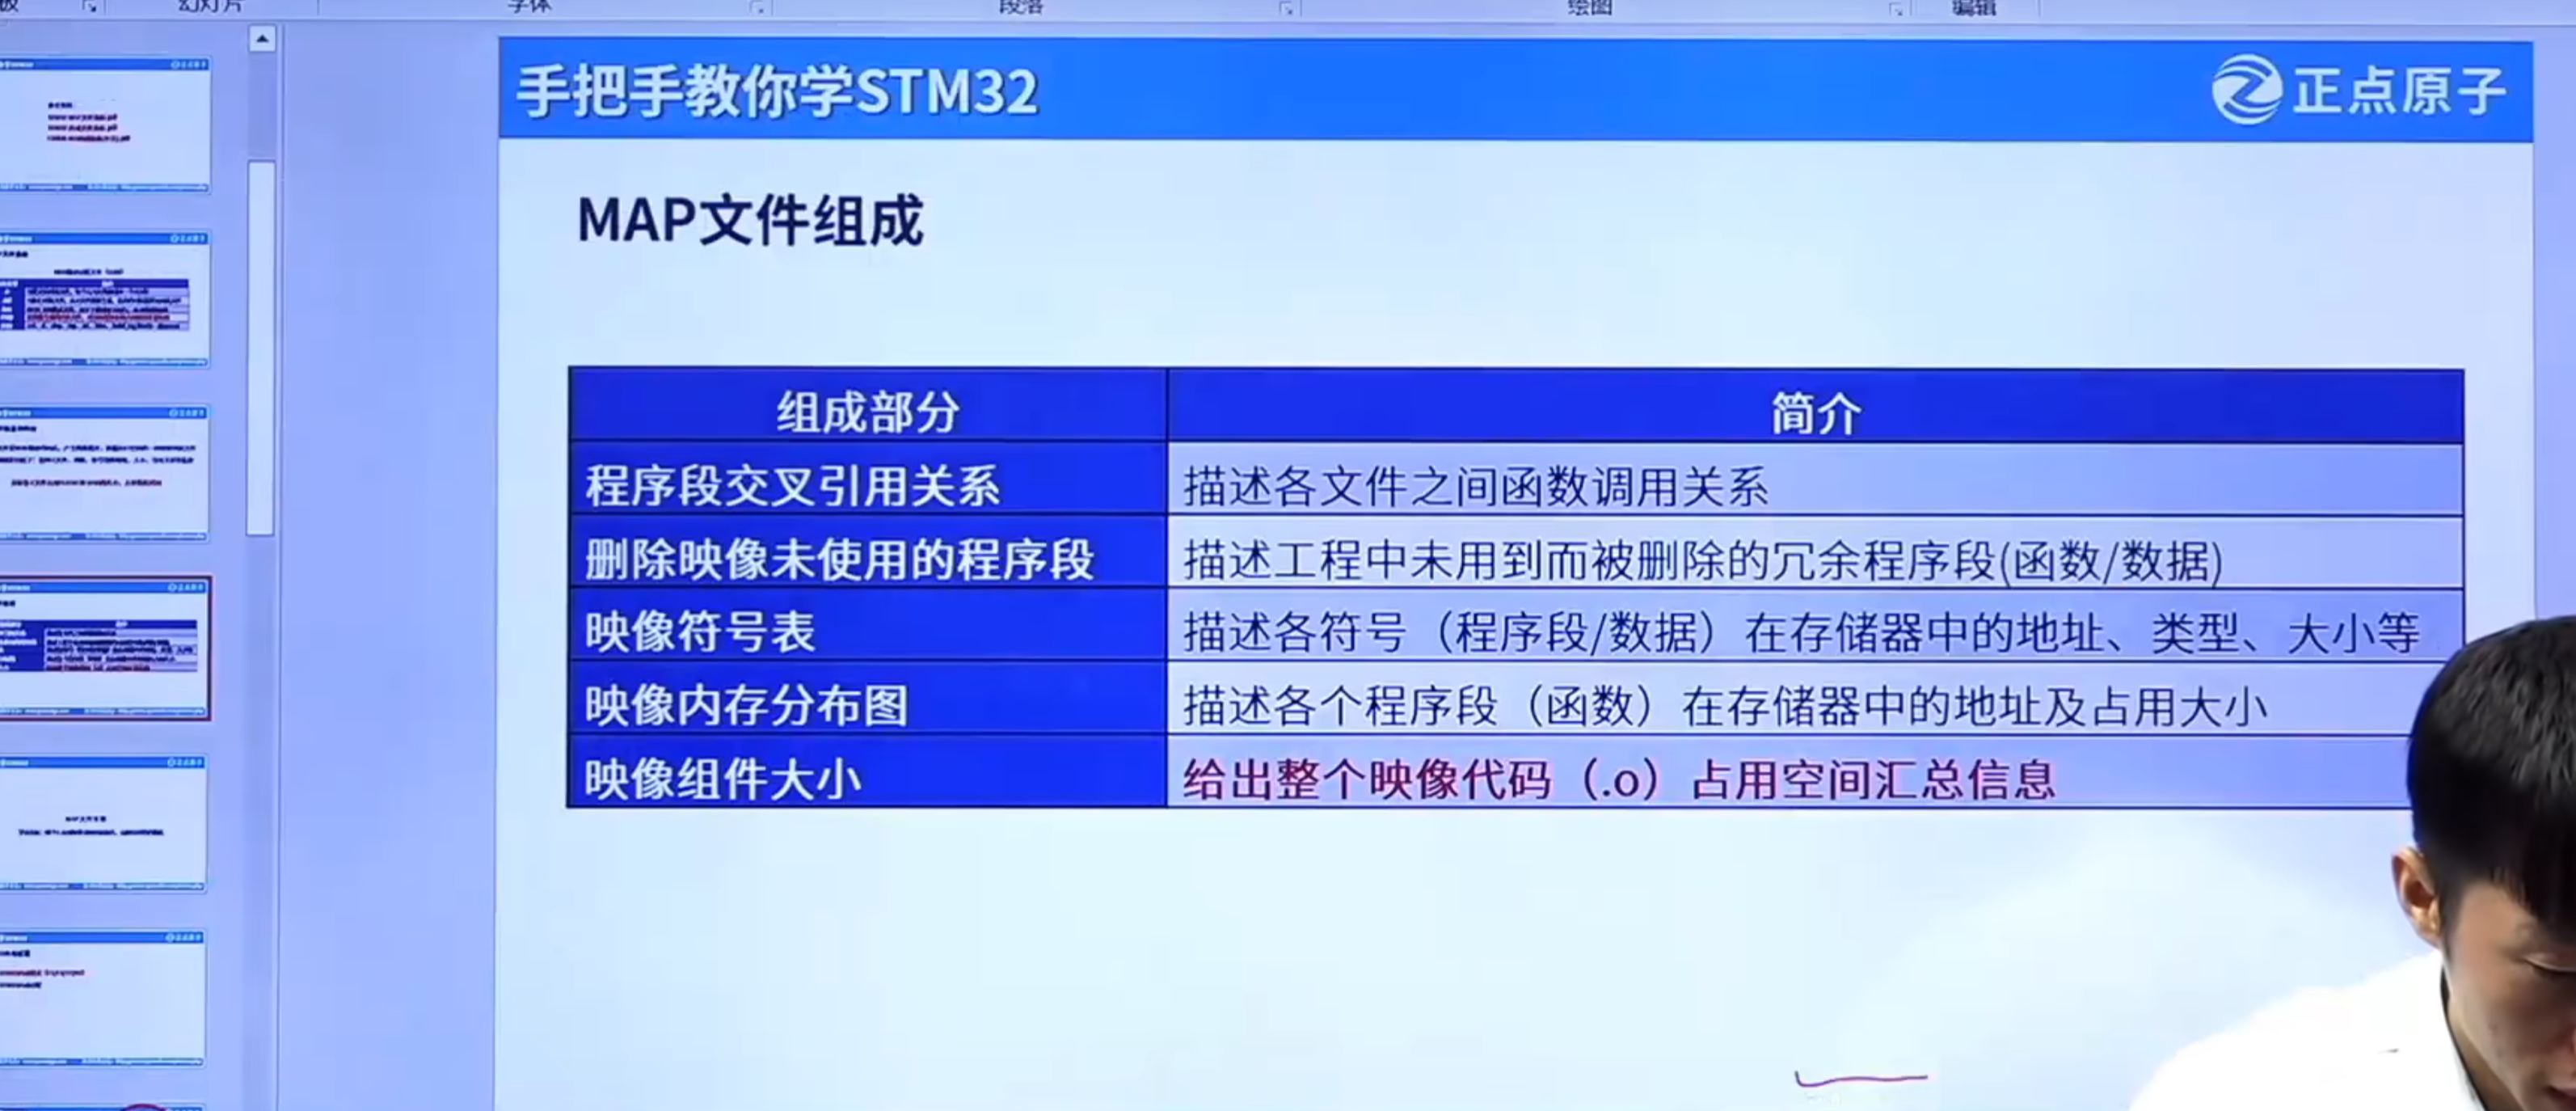 幻灯片
字体
段落
绘图
编辑
手把手教你学STM32
正点原子
MAP文件组成
组成部分 简介
程序段交叉引用关系 描述各文件之间函数调用关系
删除映像未使用的程序段 描述工程中未用到而被删除的冗余程序段(函数/数据)
映像符号表 描述各符号（程序段/数据）在存储器中的地址、类型、大小等
映像内存分布图 描述各个程序段（函数）在存储器中的地址及占用大小
映像组件大小 给出整个映像代码（.o）占用空间汇总信息